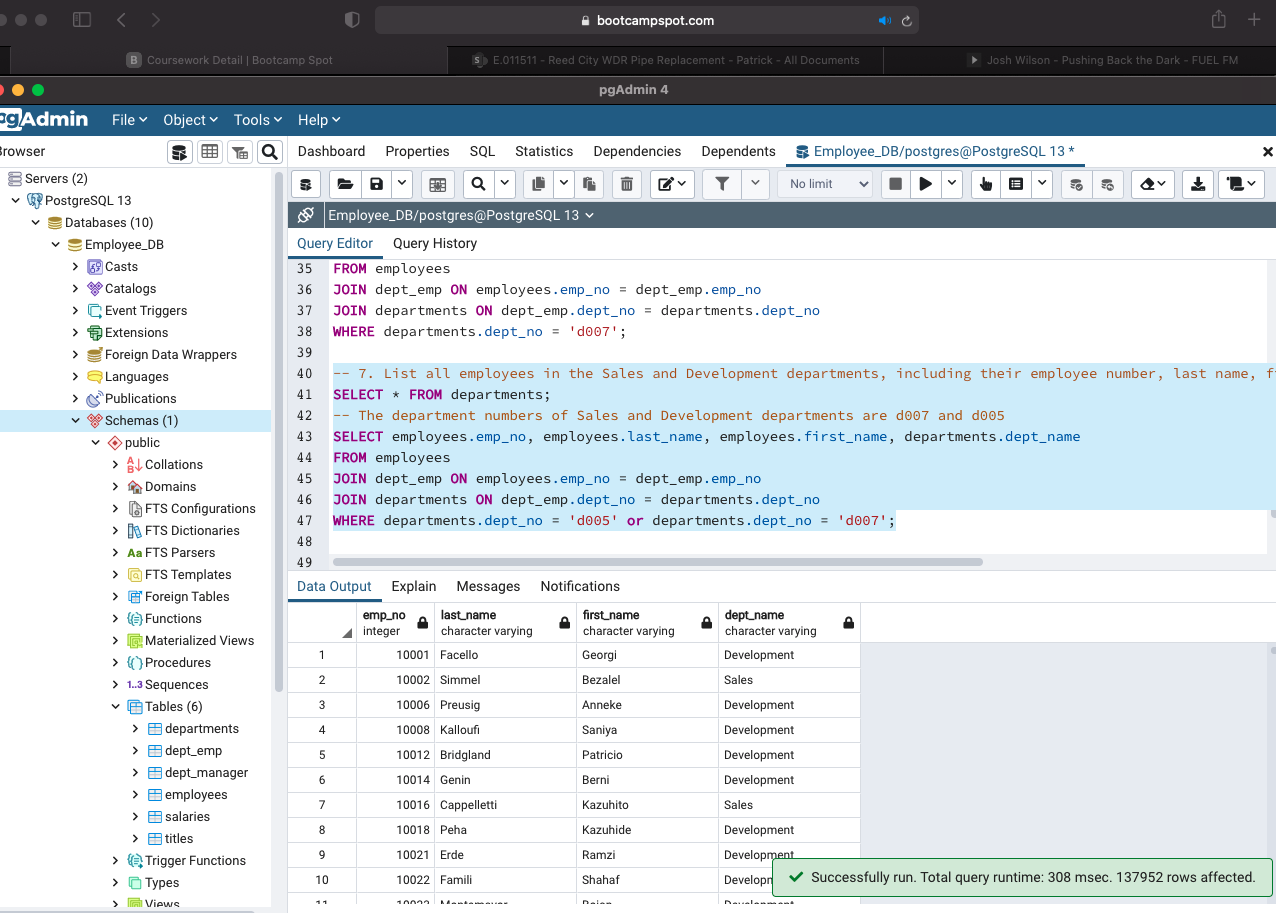 bootcampspot.com
B Coursework Detail | Bootcamp Spot
S E.011511 - Reed City WDR Pipe Replacement - Patrick - All Documents
Josh Wilson - Pushing Back the Dark - FUEL FM
pgAdmin 4
pgAdmin File Object Tools Help
Browser
Dashboard Properties SQL Statistics Dependencies Dependents Employee_DB/postgres@PostgreSQL 13 *
No limit
Employee_DB/postgres@PostgreSQL 13
Query Editor Query History
Servers (2)
PostgreSQL 13
Databases (10)
Employee_DB
Casts
Catalogs
Event Triggers
Extensions
Foreign Data Wrappers
Languages
Publications
Schemas (1)
public
Collations
Domains
FTS Configurations
FTS Dictionaries
Aa FTS Parsers
FTS Templates
Foreign Tables
Functions
Materialized Views
Procedures
1..3 Sequences
Tables (6)
departments
dept_emp
dept_manager
employees
salaries
titles
Trigger Functions
Types
Views
35 FROM employees
36 JOIN dept_emp ON employees.emp_no = dept_emp.emp_no
37 JOIN departments ON dept_emp.dept_no = departments.dept_no
38 WHERE departments.dept_no = 'd007';
39
40 -- 7. List all employees in the Sales and Development departments, including their employee number, last name, f
41 SELECT * FROM departments;
42 -- The department numbers of Sales and Development departments are d007 and d005
43 SELECT employees.emp_no, employees.last_name, employees.first_name, departments.dept_name
44 FROM employees
45 JOIN dept_emp ON employees.emp_no = dept_emp.emp_no
46 JOIN departments ON dept_emp.dept_no = departments.dept_no
47 WHERE departments.dept_no = 'd005' or departments.dept_no = 'd007';
48
49
Data Output Explain Messages Notifications
emp_no last_name first_name dept_name
integer character varying character varying character varying
1 10001 Facello Georgi Development
2 10002 Simmel Bezalel Sales
3 10006 Preusig Anneke Development
4 10008 Kalloufi Saniya Development
5 10012 Bridgland Patricio Development
6 10014 Genin Berni Development
7 10016 Cappelletti Kazuhito Sales
8 10018 Peha Kazuhide Development
9 10021 Erde Ramzi Development
10 10022 Famili Shahaf Developm
Successfully run. Total query runtime: 308 msec. 137952 rows affected.